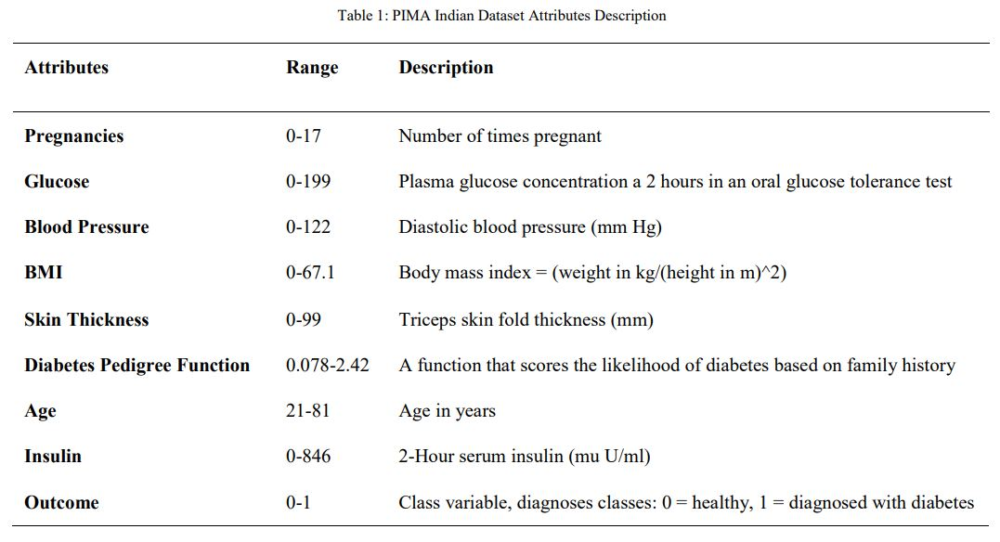 Table 1: PIMA Indian Dataset Attributes Description
Attributes Range Description
Pregnancies 0-17 Number of times pregnant
Glucose 0-199 Plasma glucose concentration a 2 hours in an oral glucose tolerance test
Blood Pressure 0-122 Diastolic blood pressure (mm Hg)
BMI 0-67.1 Body mass index = (weight in kg/(height in m)^2)
Skin Thickness 0-99 Triceps skin fold thickness (mm)
Diabetes Pedigree Function 0.078-2.42 A function that scores the likelihood of diabetes based on family history
Age 21-81 Age in years
Insulin 0-846 2-Hour serum insulin (mu U/ml)
Outcome 0-1 Class variable, diagnoses classes: 0 = healthy, 1 = diagnosed with diabetes